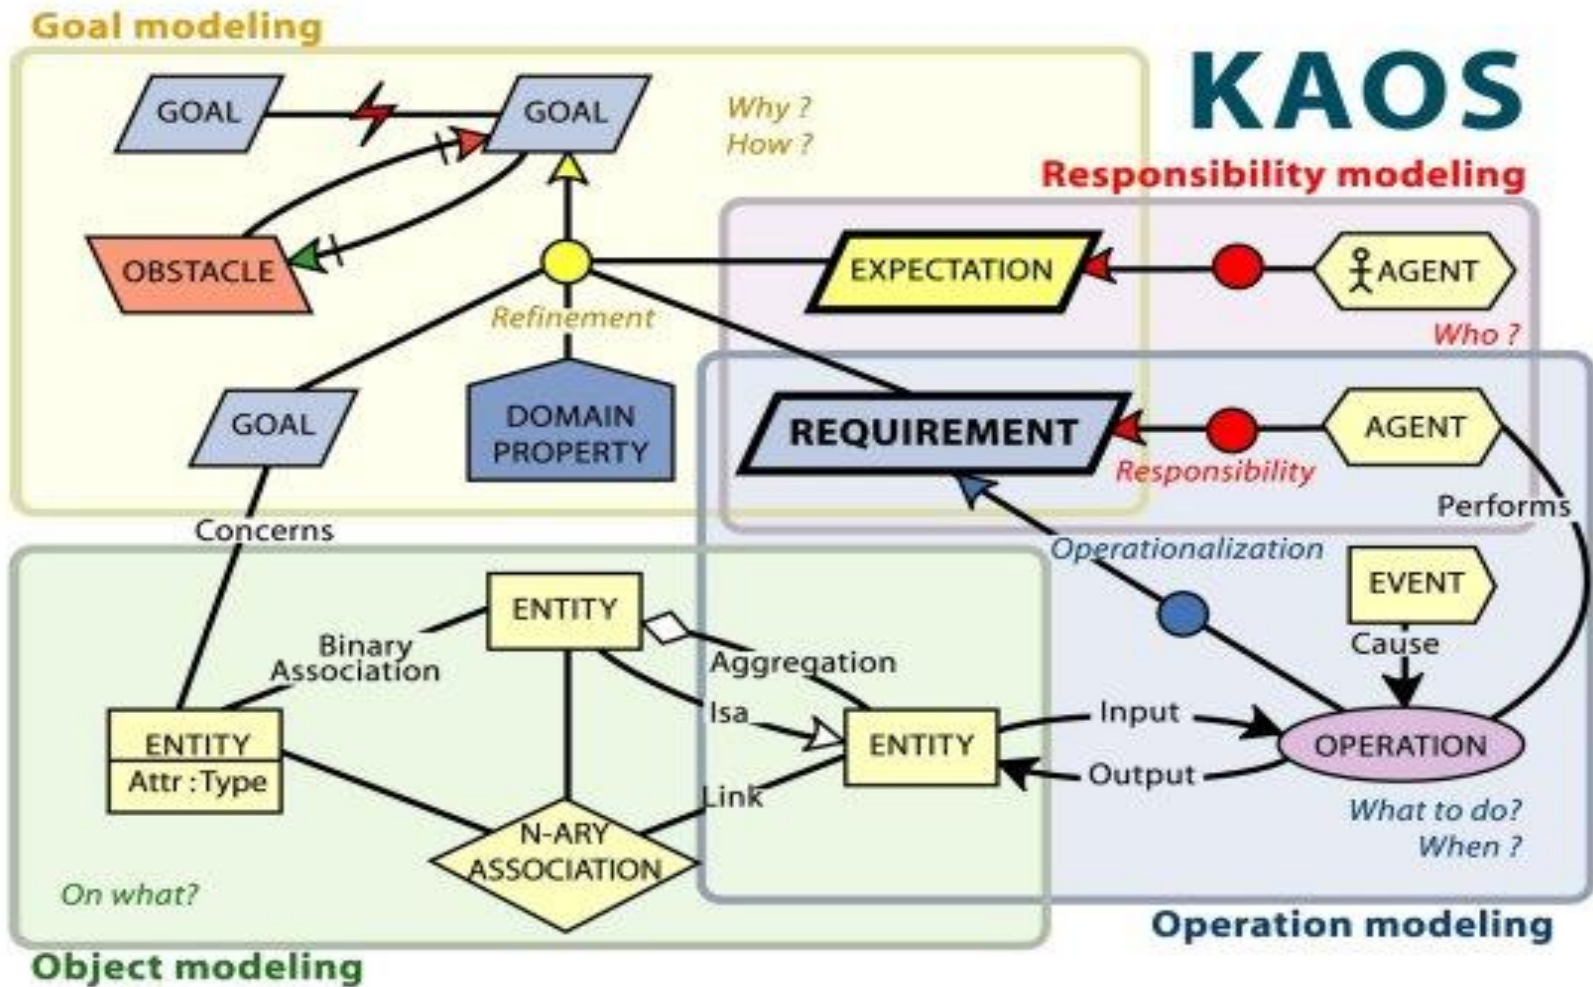 Goal modeling
KAOS
GOAL
GOAL
Why ?
How ?
Responsibility modeling
OBSTACLE
EXPECTATION
AGENT
Refinement
Who ?
GOAL
DOMAIN
PROPERTY
REQUIREMENT
AGENT
Responsibility
Performs
Concerns
Operationalization
EVENT
Cause
ENTITY
Binary
Association
Aggregation
Isa
Input
ENTITY
Attr : Type
ENTITY
OPERATION
Output
Link
N-ARY
ASSOCIATION
What to do?
When ?
On what?
Operation modeling
Object modeling